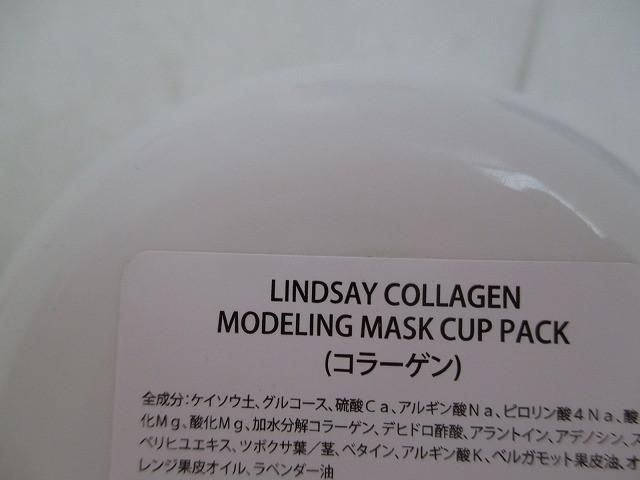 LINDSAY COLLAGEN
MODELING MASK CUP PACK
(コラーゲン)
全成分:ケイソウ土、グルコース、硫酸Ca、アルギン酸Na、ピロリン酸4Na、酸
化Mg、酸化Mg、加水分解コラーゲン、デヒドロ酢酸、アラントイン、アデノシン、ス
ベリヒユエキス、ツボクサ葉/茎、ベタイン、アルギン酸K、ベルガモット果皮油、オ
レンジ果皮オイル、ラベンダー油